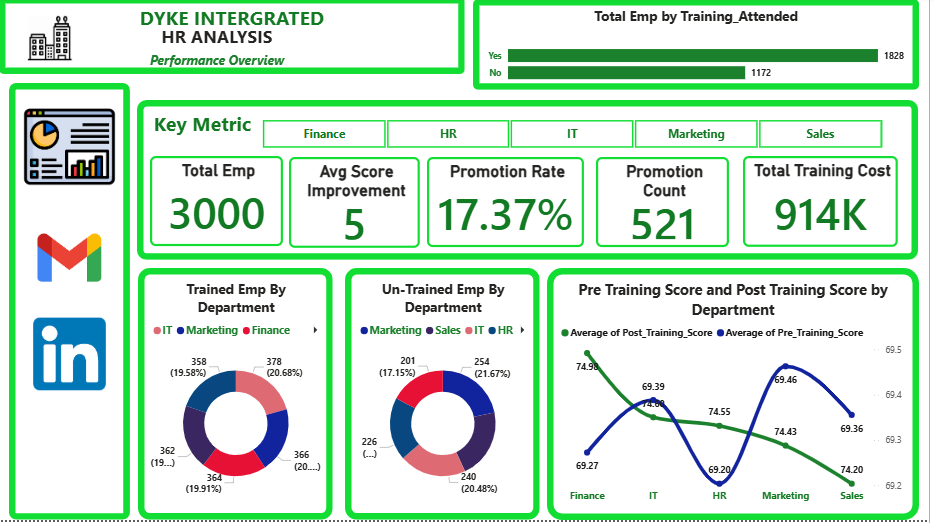 DYKE INTERGRATED
HR ANALYSIS
Performance Overview
Total Emp by Training_Attended
Yes 1828
No 1172
Key Metric
Finance HR IT Marketing Sales
Total Emp
3000
Avg Score
Improvement
5
Promotion Rate
17.37%
Promotion
Count
521
Total Training Cost
914K
Trained Emp By
Department
IT Marketing Finance
358
(19.58%)
378
(20.68%)
362
(19...)
366
(20....)
364
(19.91%)
Un-Trained Emp By
Department
Marketing Sales IT HR
201
(17.15%)
254
(21.67%)
226
(...)
240
(20.48%)
Pre Training Score and Post Training Score by
Department
Average of Post_Training_Score Average of Pre_Training_Score
74.98
69.39
74.60
74.55
69.46
74.43
69.36
69.27
69.20
74.20
69.5
69.4
69.3
69.2
Finance IT HR Marketing Sales
in